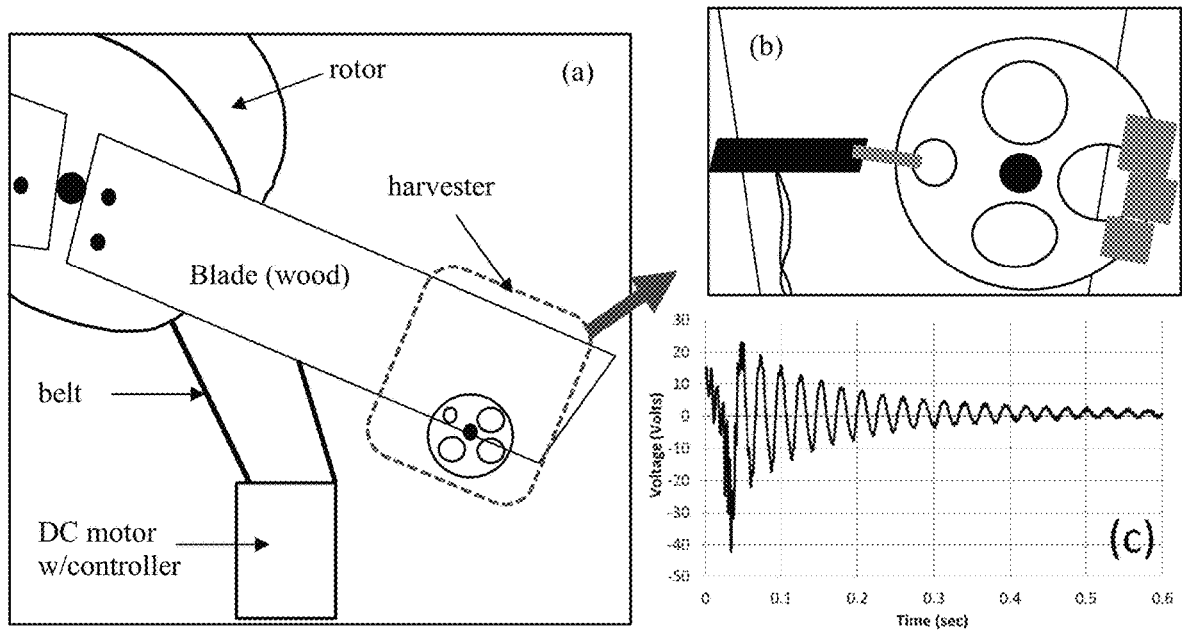 rotor
(a)
harvester
Blade (wood)
belt
DC motor
w/controller
(b)
30
20
10
0
-10
-20
-30
-40
-50
Voltage (Volts)
(c)
0 0.1 0.2 0.3 0.4 0.5 0.6
Time (sec)